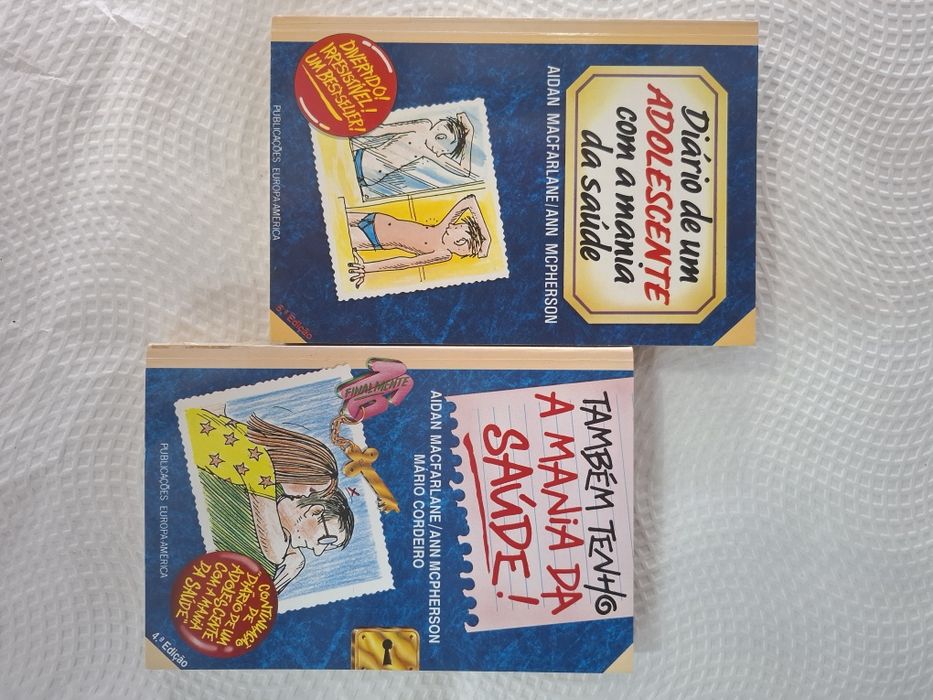 Diário de um
ADOLESCENTE
com a mania
da saúde
AIDAN MACFARLANE/ANN MCPHERSON
DIVERTIDO!
IRRESISTÍVEL!
UM BEST-SELLER!
5.ª Edição
PUBLICAÇÕES EUROPA-AMÉRICA
TAMBÉM TENHO
A MANIA DA
SAÚDE!
AIDAN MACFARLANE/ANN MCPHERSON
MÁRIO CORDEIRO
FINALMENTE
CONTINUAÇÃO
DE
DIÁRIO DE UM
ADOLESCENTE
COM A MANIA
DA SAÚDE"
4.ª Edição
PUBLICAÇÕES EUROPA-AMÉRICA